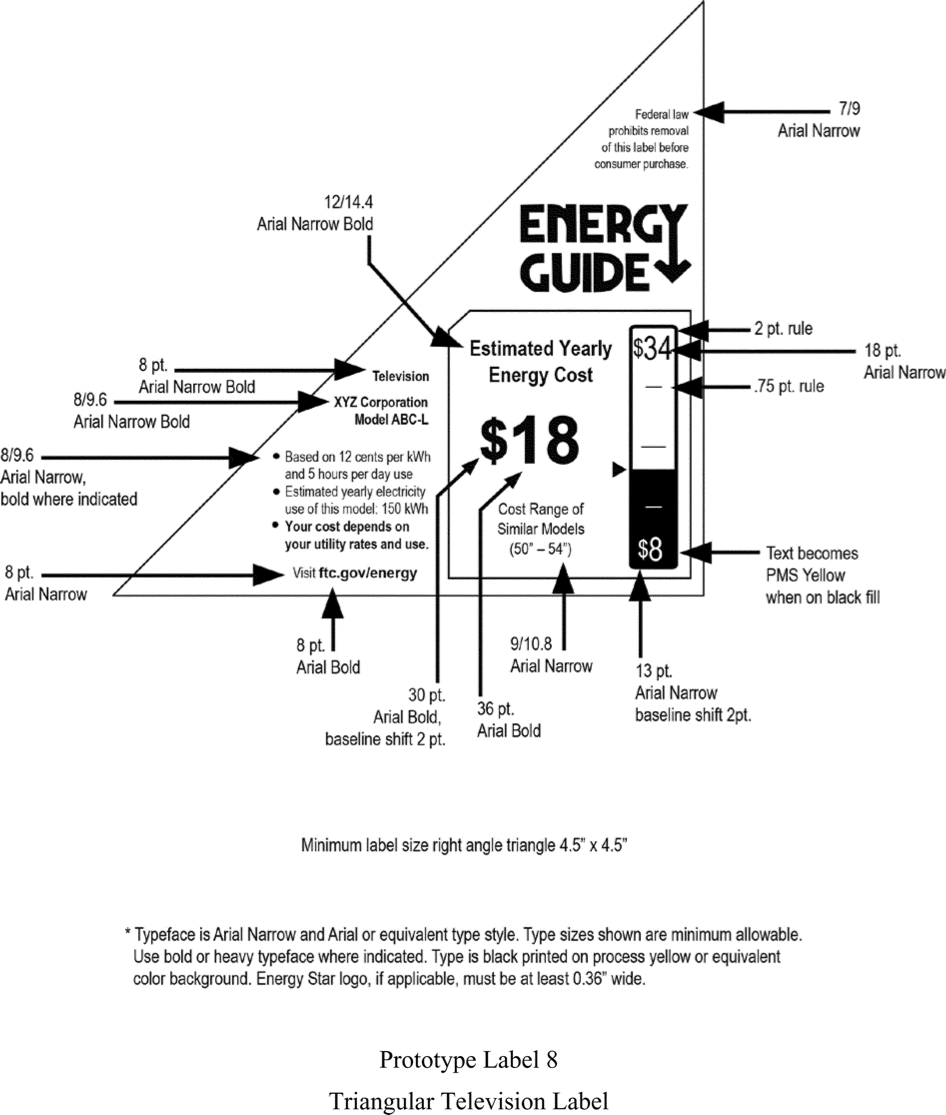 Federal law
prohibits removal
of this label before
consumer purchase.
7/9
Arial Narrow
12/14.4
Arial Narrow Bold
ENERGY
GUIDE
Estimated Yearly
Energy Cost
$18
Cost Range of
Similar Models
(50” – 54”)
$34
$8
2 pt. rule
18 pt.
Arial Narrow
.75 pt. rule
Text becomes
PMS Yellow
when on black fill
8 pt.
Arial Narrow Bold
Television
8/9.6
Arial Narrow Bold
XYZ Corporation
Model ABC-L
8/9.6
Arial Narrow,
bold where indicated
• Based on 12 cents per kWh
and 5 hours per day use
• Estimated yearly electricity
use of this model: 150 kWh
• Your cost depends on
your utility rates and use.
8 pt.
Arial Narrow
Visit ftc.gov/energy
8 pt.
Arial Bold
30 pt.
Arial Bold,
baseline shift 2 pt.
36 pt.
Arial Bold
9/10.8
Arial Narrow
13 pt.
Arial Narrow
baseline shift 2pt.
Minimum label size right angle triangle 4.5” x 4.5”
* Typeface is Arial Narrow and Arial or equivalent type style. Type sizes shown are minimum allowable.
Use bold or heavy typeface where indicated. Type is black printed on process yellow or equivalent
color background. Energy Star logo, if applicable, must be at least 0.36” wide.
Prototype Label 8
Triangular Television Label